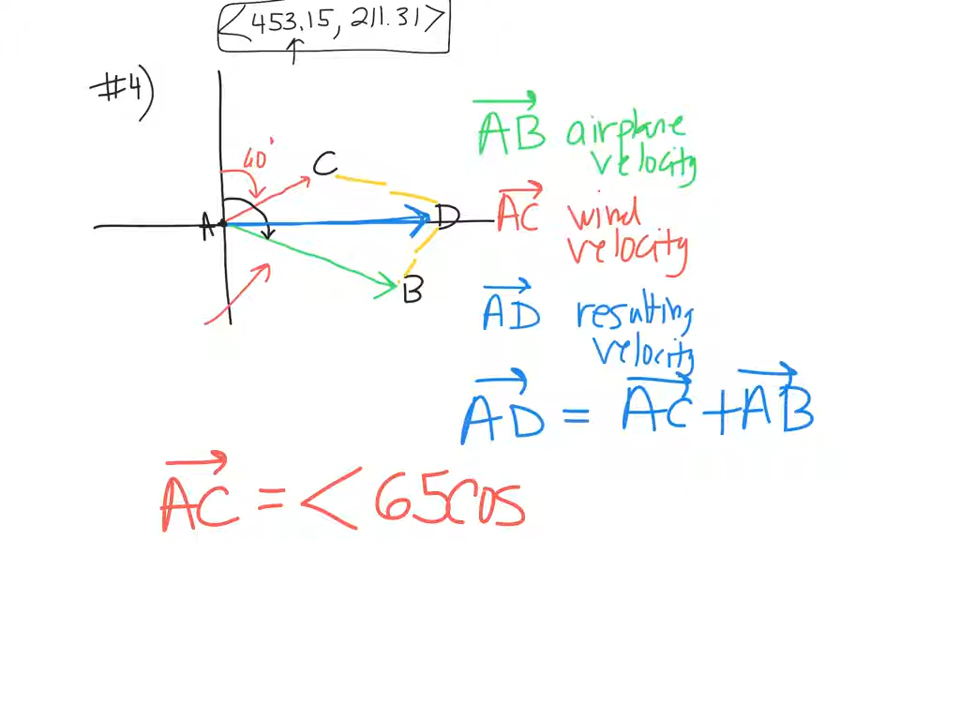 <453.15, 211.31>
#4)
40°
C
A
D
B
AB airplane
velocity
AC wind
velocity
AD resulting
velocity
AD = AC + AB
AC = < 65cos